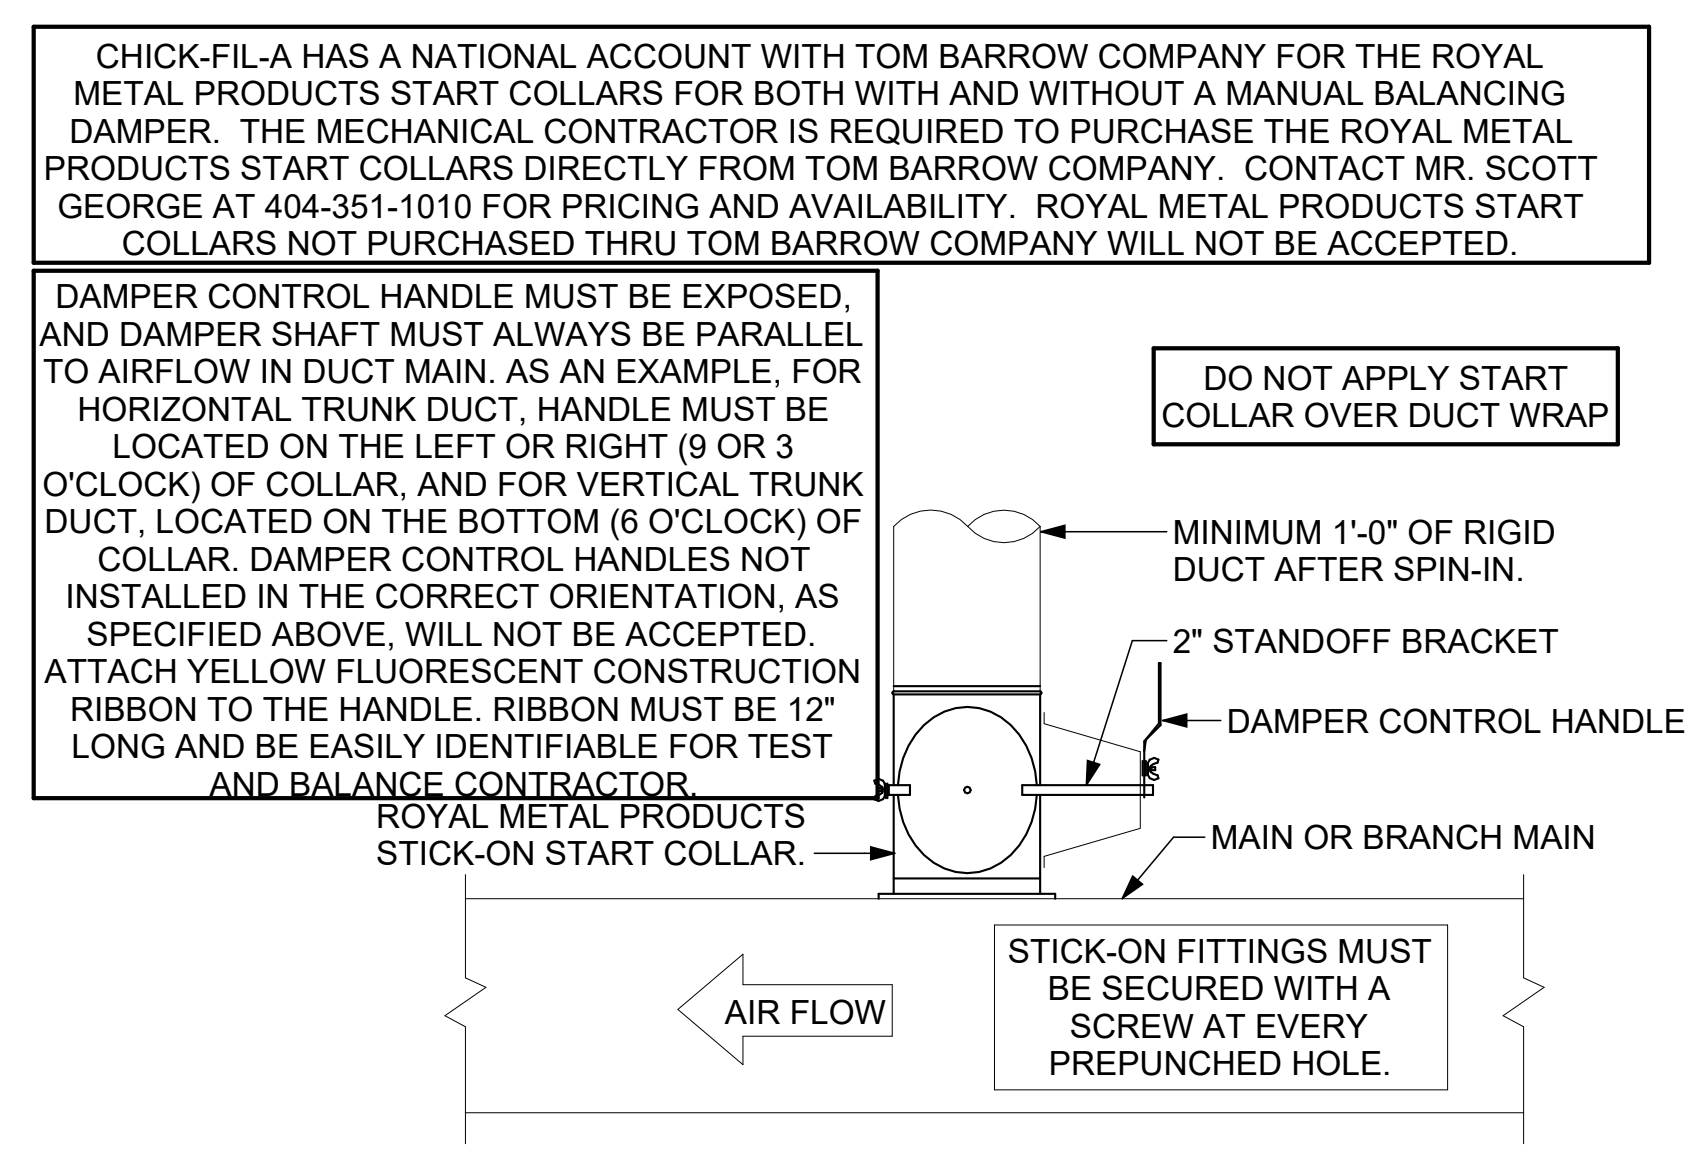 CHICK-FIL-A HAS A NATIONAL ACCOUNT WITH TOM BARROW COMPANY FOR THE ROYAL
METAL PRODUCTS START COLLARS FOR BOTH WITH AND WITHOUT A MANUAL BALANCING
DAMPER. THE MECHANICAL CONTRACTOR IS REQUIRED TO PURCHASE THE ROYAL METAL
PRODUCTS START COLLARS DIRECTLY FROM TOM BARROW COMPANY. CONTACT MR. SCOTT
GEORGE AT 404-351-1010 FOR PRICING AND AVAILABILITY. ROYAL METAL PRODUCTS START
COLLARS NOT PURCHASED THRU TOM BARROW COMPANY WILL NOT BE ACCEPTED.
DAMPER CONTROL HANDLE MUST BE EXPOSED,
AND DAMPER SHAFT MUST ALWAYS BE PARALLEL
TO AIRFLOW IN DUCT MAIN. AS AN EXAMPLE, FOR
HORIZONTAL TRUNK DUCT, HANDLE MUST BE
LOCATED ON THE LEFT OR RIGHT (9 OR 3
O'CLOCK) OF COLLAR, AND FOR VERTICAL TRUNK
DUCT, LOCATED ON THE BOTTOM (6 O'CLOCK) OF
COLLAR. DAMPER CONTROL HANDLES NOT
INSTALLED IN THE CORRECT ORIENTATION, AS
SPECIFIED ABOVE, WILL NOT BE ACCEPTED.
ATTACH YELLOW FLUORESCENT CONSTRUCTION
RIBBON TO THE HANDLE. RIBBON MUST BE 12"
LONG AND BE EASILY IDENTIFIABLE FOR TEST
AND BALANCE CONTRACTOR.
DO NOT APPLY START
COLLAR OVER DUCT WRAP
MINIMUM 1'-0" OF RIGID
DUCT AFTER SPIN-IN.
2" STANDOFF BRACKET
DAMPER CONTROL HANDLE
ROYAL METAL PRODUCTS
STICK-ON START COLLAR.
MAIN OR BRANCH MAIN
STICK-ON FITTINGS MUST
BE SECURED WITH A
SCREW AT EVERY
PREPUNCHED HOLE.
AIR FLOW